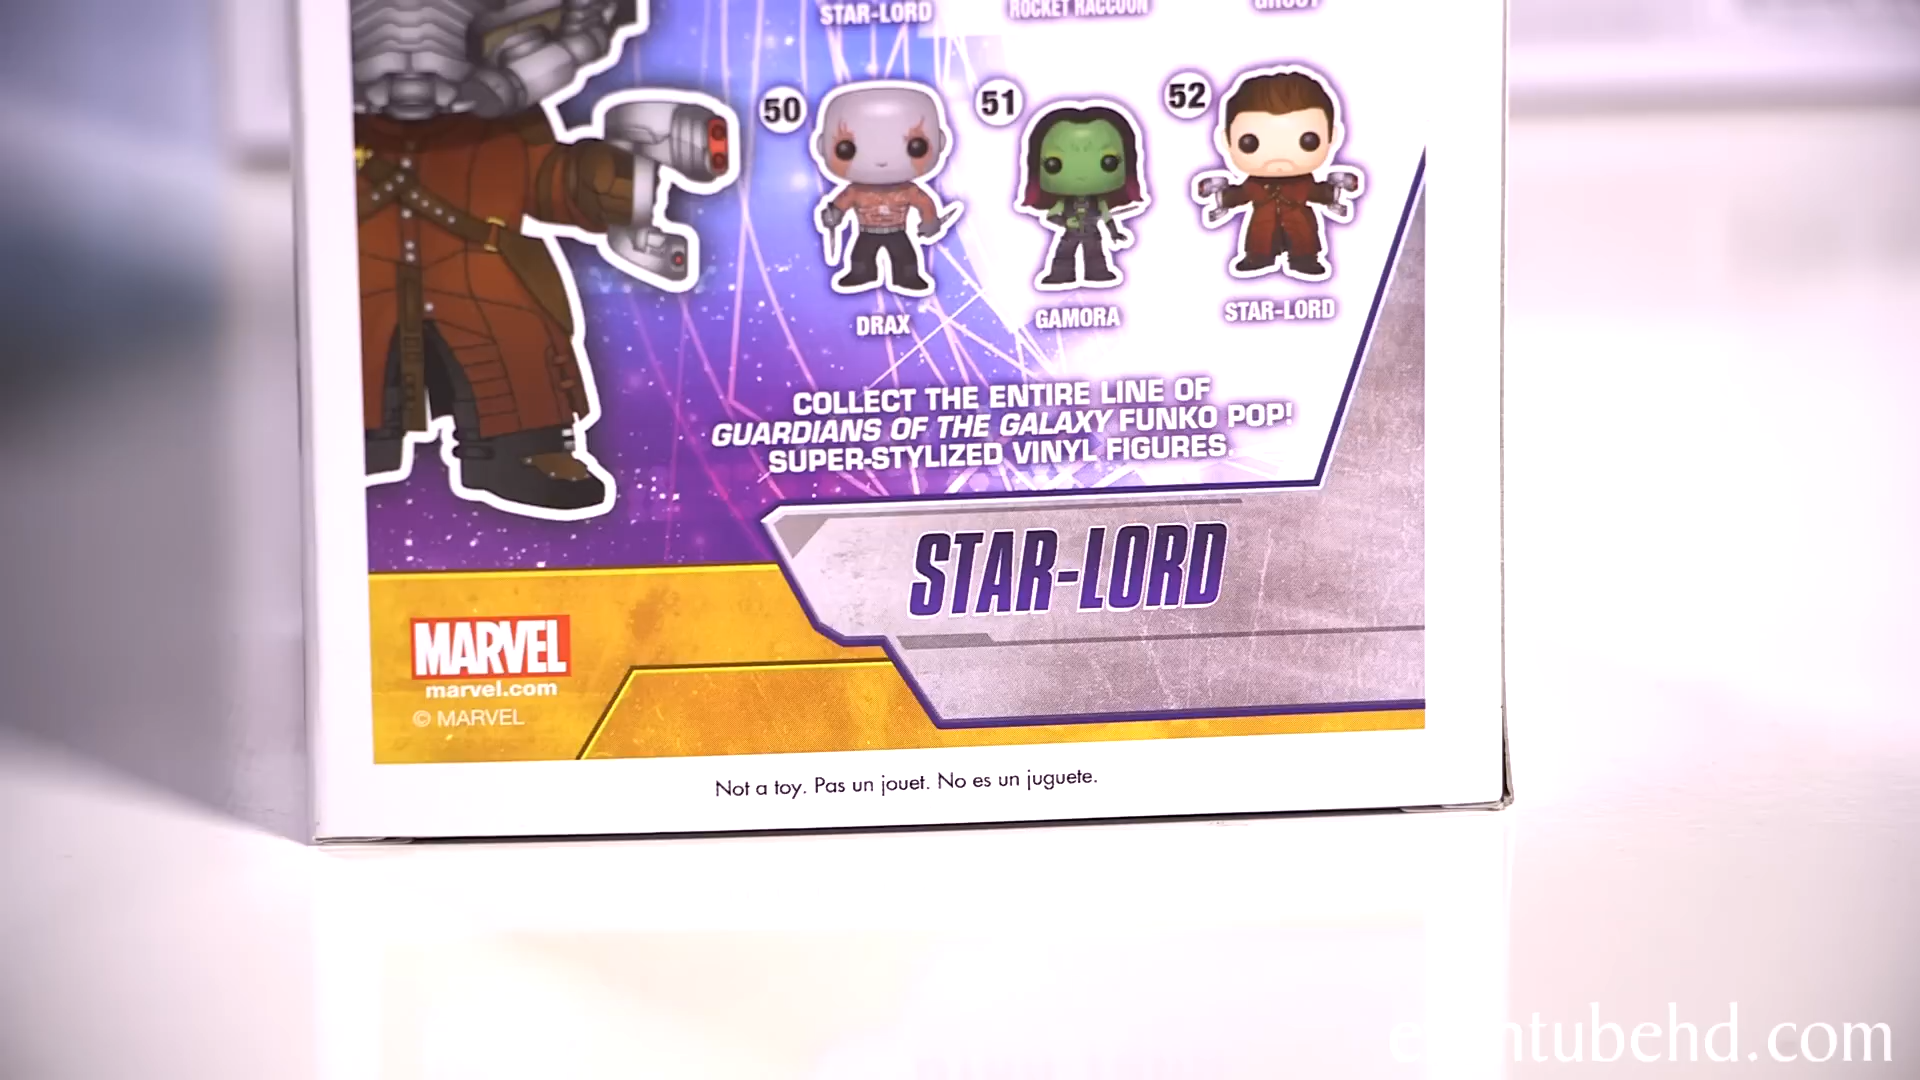 STAR-LORD
ROCKET RACCOON
GROOT
50
51
52
DRAX
GAMORA
STAR-LORD
COLLECT THE ENTIRE LINE OF
GUARDIANS OF THE GALAXY FUNKO POP!
SUPER-STYLIZED VINYL FIGURES.
STAR-LORD
MARVEL
marvel.com
© MARVEL
Not a toy. Pas un jouet. No es un juguete.